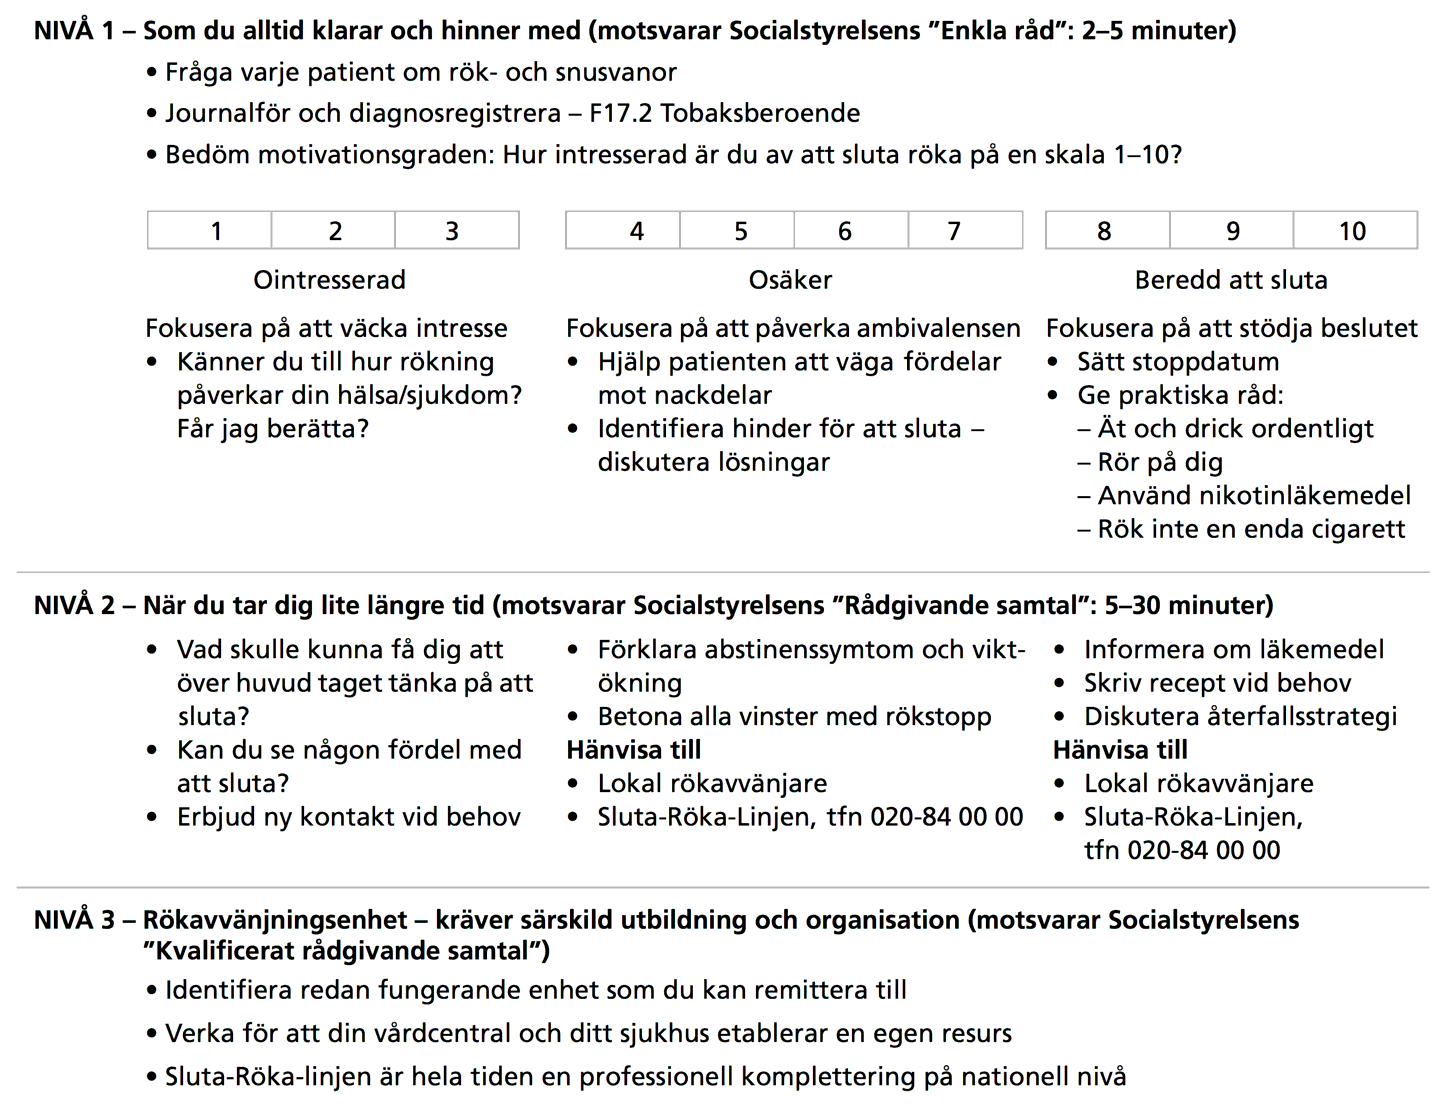 NIVÅ 1 – Som du alltid klarar och hinner med (motsvarar Socialstyrelsens ”Enkla råd”: 2–5 minuter)
• Fråga varje patient om rök- och snusvanor
• Journalför och diagnosregistrera – F17.2 Tobaksberoende
• Bedöm motivationsgraden: Hur intresserad är du av att sluta röka på en skala 1–10?
1 2 3
Ointresserad
Fokusera på att väcka intresse
• Känner du till hur rökning
påverkar din hälsa/sjukdom?
Får jag berätta?
4 5 6 7
Osäker
Fokusera på att påverka ambivalensen
• Hjälp patienten att väga fördelar
mot nackdelar
• Identifiera hinder för att sluta –
diskutera lösningar
8 9 10
Beredd att sluta
Fokusera på att stödja beslutet
• Sätt stoppdatum
• Ge praktiska råd:
– Ät och drick ordentligt
– Rör på dig
– Använd nikotinläkemedel
– Rök inte en enda cigarett
NIVÅ 2 – När du tar dig lite längre tid (motsvarar Socialstyrelsens ”Rådgivande samtal”: 5–30 minuter)
• Vad skulle kunna få dig att
över huvud taget tänka på att
sluta?
• Kan du se någon fördel med
att sluta?
• Erbjud ny kontakt vid behov
• Förklara abstinenssymtom och vikt-
ökning
• Betona alla vinster med rökstopp
Hänvisa till
• Lokal rökavvänjare
• Sluta-Röka-Linjen, tfn 020-84 00 00
• Informera om läkemedel
• Skriv recept vid behov
• Diskutera återfallsstrategi
Hänvisa till
• Lokal rökavvänjare
• Sluta-Röka-Linjen,
tfn 020-84 00 00
NIVÅ 3 – Rökavvänjningsenhet – kräver särskild utbildning och organisation (motsvarar Socialstyrelsens
”Kvalificerat rådgivande samtal”)
• Identifiera redan fungerande enhet som du kan remittera till
• Verka för att din vårdcentral och ditt sjukhus etablerar en egen resurs
• Sluta-Röka-linjen är hela tiden en professionell komplettering på nationell nivå